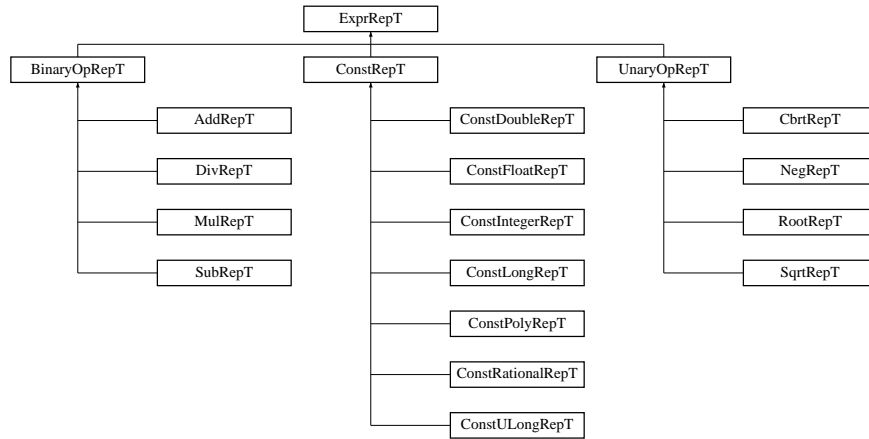 ExprRepT
BinaryOpRepT
ConstRepT
UnaryOpRepT
AddRepT
ConstDoubleRepT
CbrtRepT
DivRepT
ConstFloatRepT
NegRepT
MulRepT
ConstIntegerRepT
RootRepT
SubRepT
ConstLongRepT
SqrtRepT
ConstPolyRepT
ConstRationalRepT
ConstULongRepT